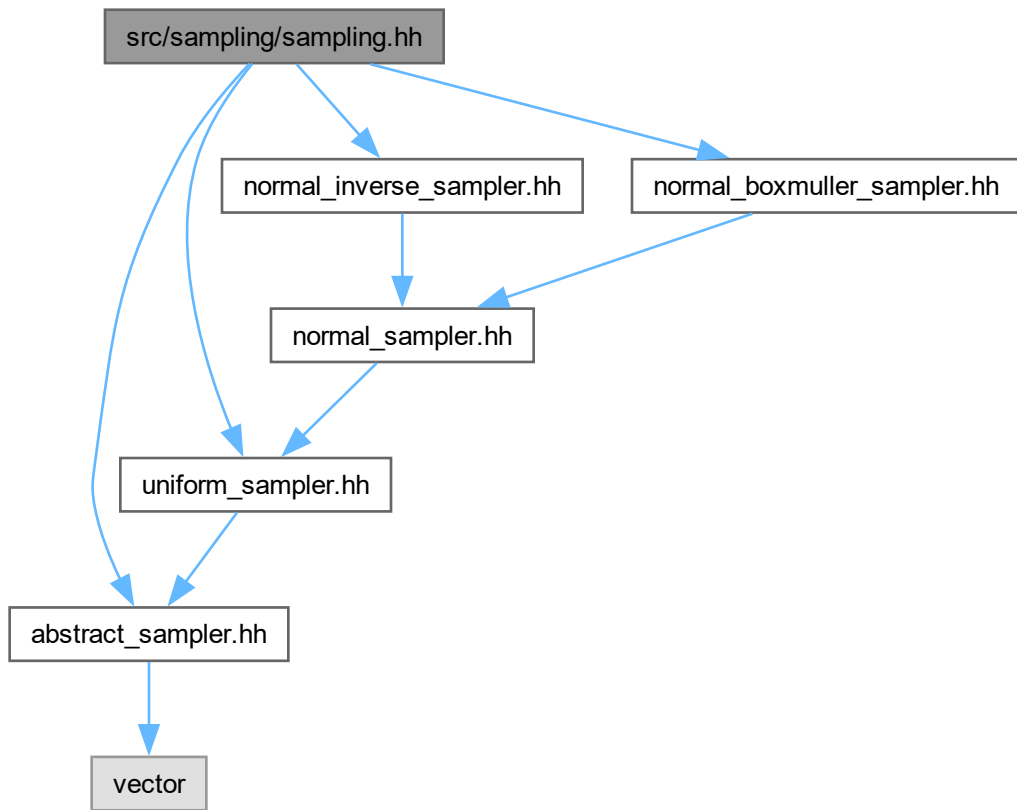 src/sampling/sampling.hh
normal_inverse_sampler.hh
normal_boxmuller_sampler.hh
normal_sampler.hh
uniform_sampler.hh
abstract_sampler.hh
vector